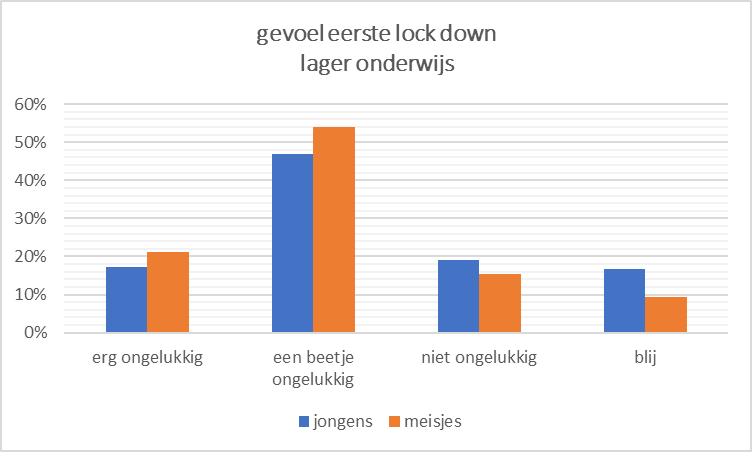 gevoel eerste lock down
lager onderwijs
60%
50%
40%
30%
20%
10%
0%
erg ongelukkig
een beetje
ongelukkig
niet ongelukkig
blij
jongens
meisjes